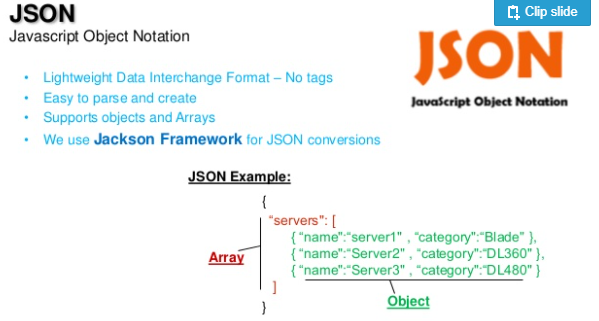 JSON
Javascript Object Notation
Clip slide
JSON
JavaScript Object Notation
• Lightweight Data Interchange Format – No tags
• Easy to parse and create
• Supports objects and Arrays
• We use Jackson Framework for JSON conversions
JSON Example:
{
“servers”: [
{ “name”:“server1” , “category”:“Blade” },
{ “name”:“Server2” , “category”:“DL360” },
{ “name”:“Server3” , “category”:“DL480” }
Array
]
}
Object